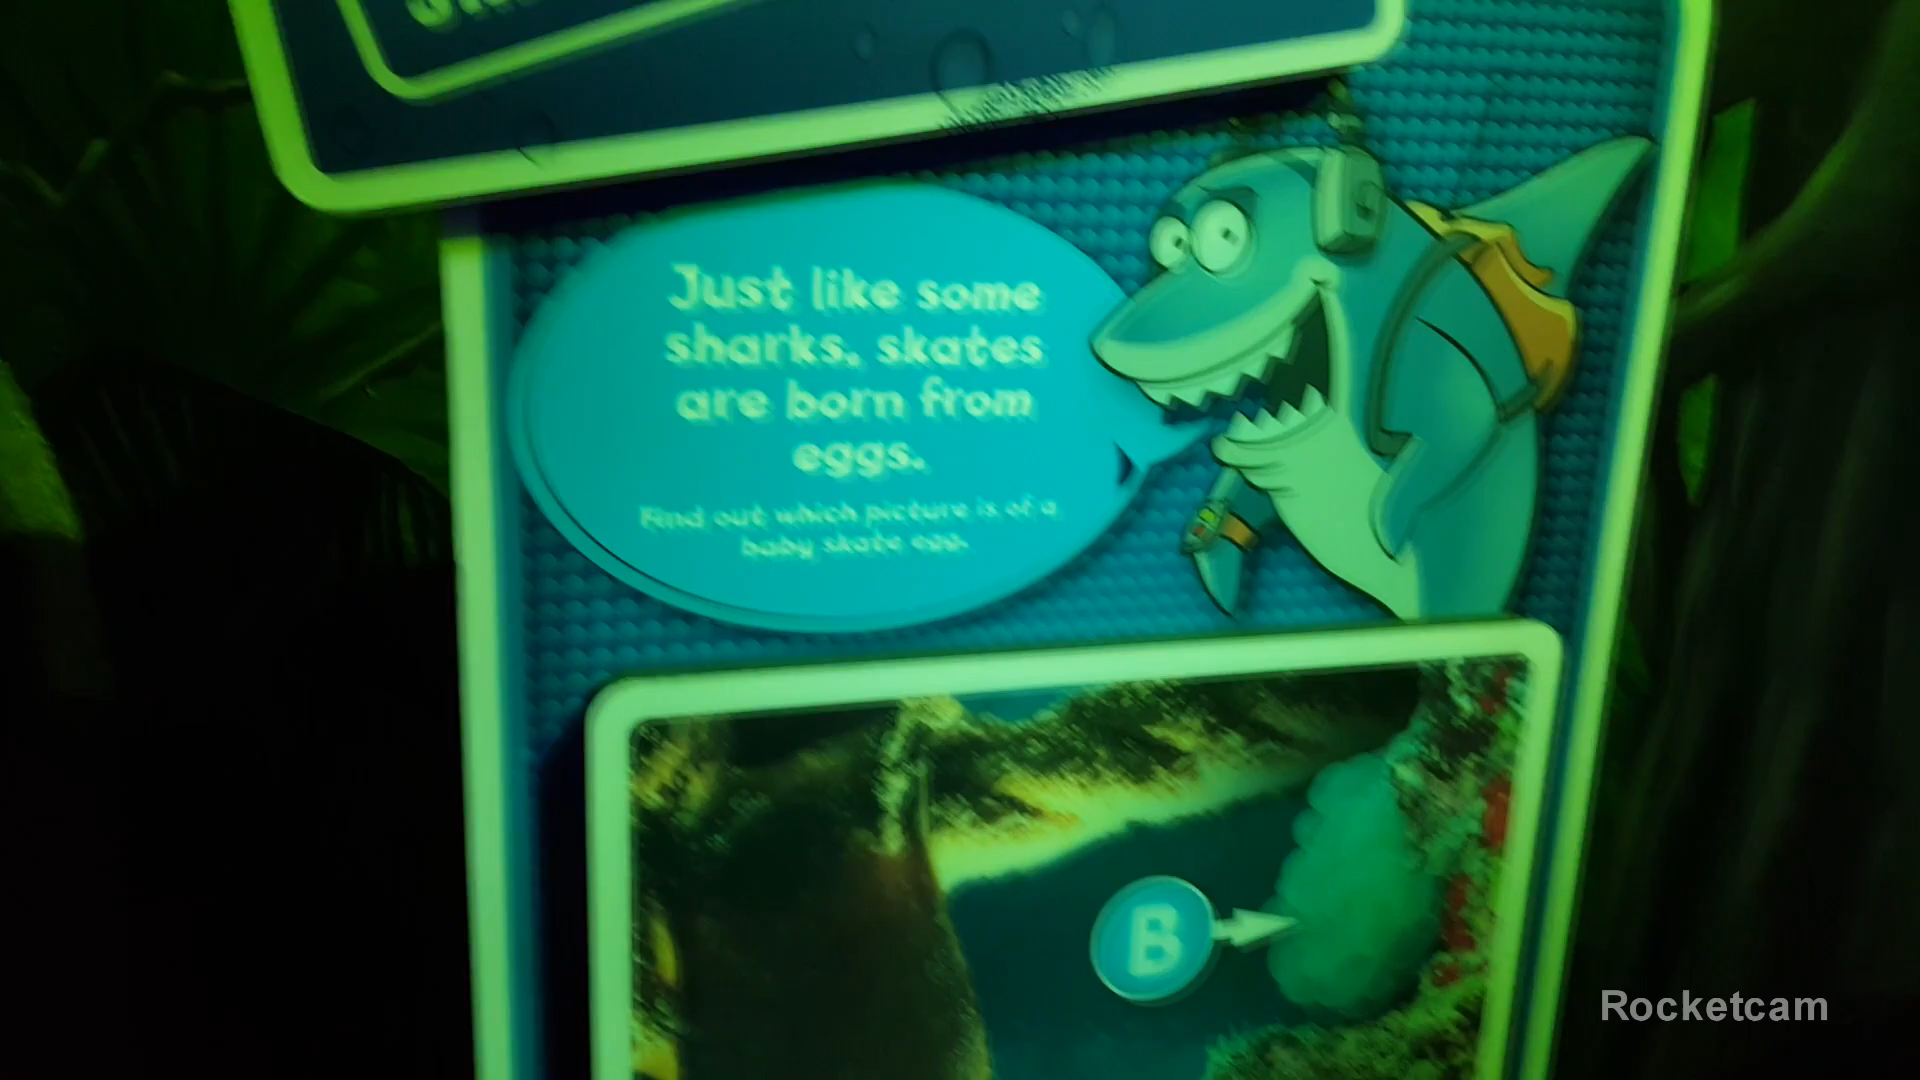 Just like some
sharks, skates
are born from
eggs.
Find out which picture is of a
baby skate egg.
B
Rocketcam